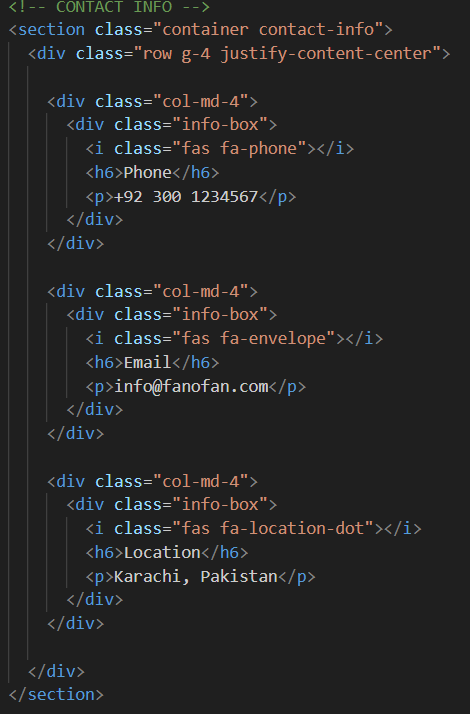 <!-- CONTACT INFO -->
<section class="container contact-info">
  <div class="row g-4 justify-content-center">

    <div class="col-md-4">
      <div class="info-box">
        <i class="fas fa-phone"></i>
        <h6>Phone</h6>
        <p>+92 300 1234567</p>
      </div>
    </div>

    <div class="col-md-4">
      <div class="info-box">
        <i class="fas fa-envelope"></i>
        <h6>Email</h6>
        <p>info@fanofan.com</p>
      </div>
    </div>

    <div class="col-md-4">
      <div class="info-box">
        <i class="fas fa-location-dot"></i>
        <h6>Location</h6>
        <p>Karachi, Pakistan</p>
      </div>
    </div>

  </div>
</section>